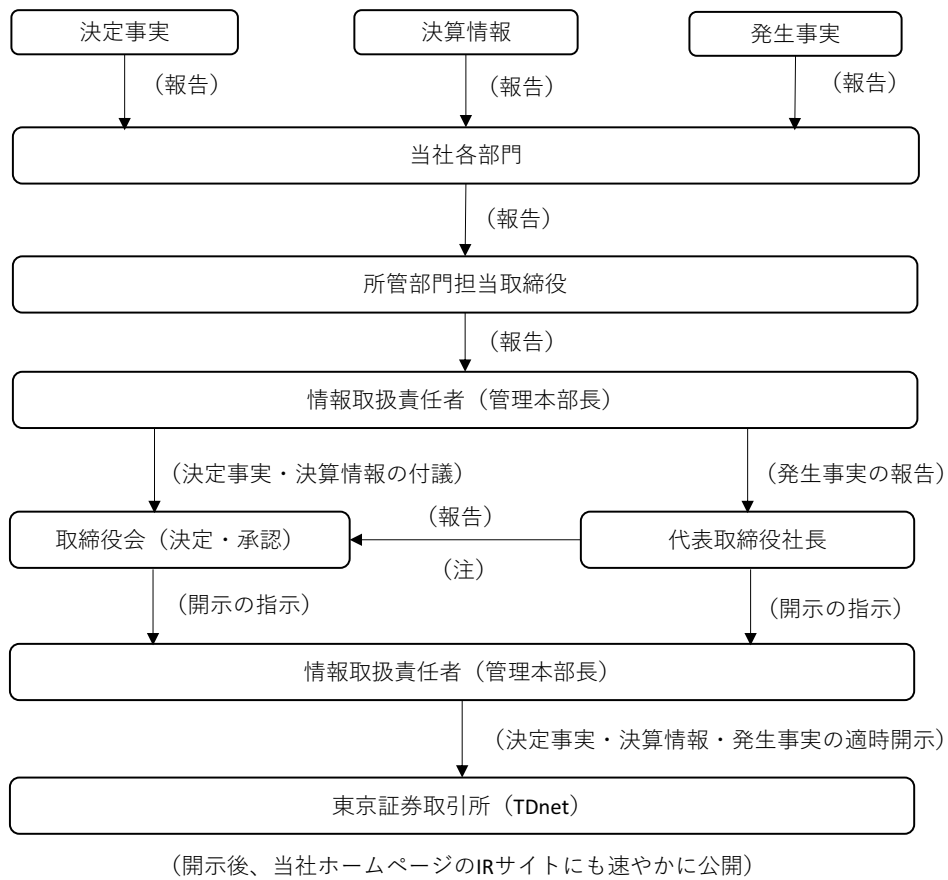 決定事実
決算情報
発生事実
（報告）
（報告）
（報告）
当社各部門
（報告）
所管部門担当取締役
（報告）
情報取扱責任者（管理本部長）
（決定事実・決算情報の付議）
（発生事実の報告）
（報告）
取締役会（決定・承認）
代表取締役社長
（注）
（開示の指示）
（開示の指示）
情報取扱責任者（管理本部長）
（決定事実・決算情報・発生事実の適時開示）
東京証券取引所（TDnet）
（開示後、当社ホームページのIRサイトにも速やかに公開）